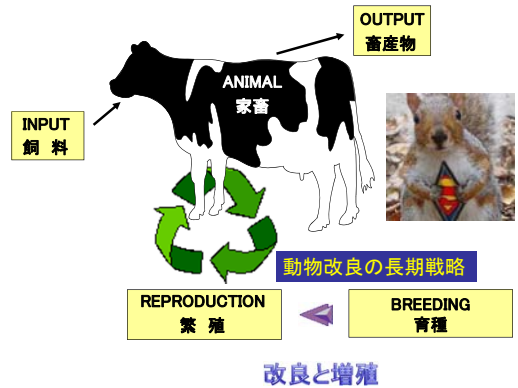 OUTPUT
畜産物
ANIMAL
家畜
INPUT
飼 料
動物改良の長期戦略
REPRODUCTION
繁 殖
BREEDING
育種
改良と増殖